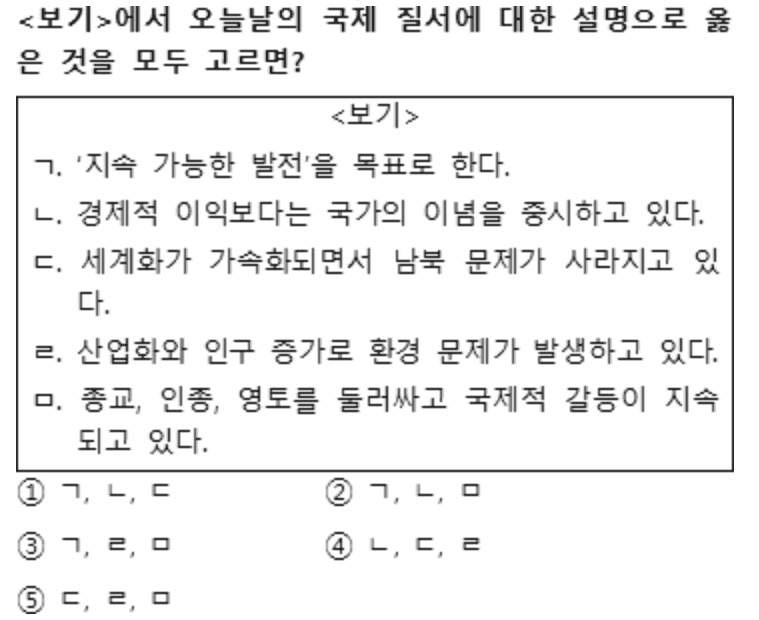 <보기>에서 오늘날의 국제 질서에 대한 설명으로 옳
은 것을 모두 고르면?
<보기>
ㄱ. ‘지속 가능한 발전’을 목표로 한다.
ㄴ. 경제적 이익보다는 국가의 이념을 중시하고 있다.
ㄷ. 세계화가 가속화되면서 남북 문제가 사라지고 있
다.
ㄹ. 산업화와 인구 증가로 환경 문제가 발생하고 있다.
ㅁ. 종교, 인종, 영토를 둘러싸고 국제적 갈등이 지속
되고 있다.
① ㄱ, ㄴ, ㄷ ② ㄱ, ㄴ, ㅁ
③ ㄱ, ㄹ, ㅁ ④ ㄴ, ㄷ, ㄹ
⑤ ㄷ, ㄹ, ㅁ